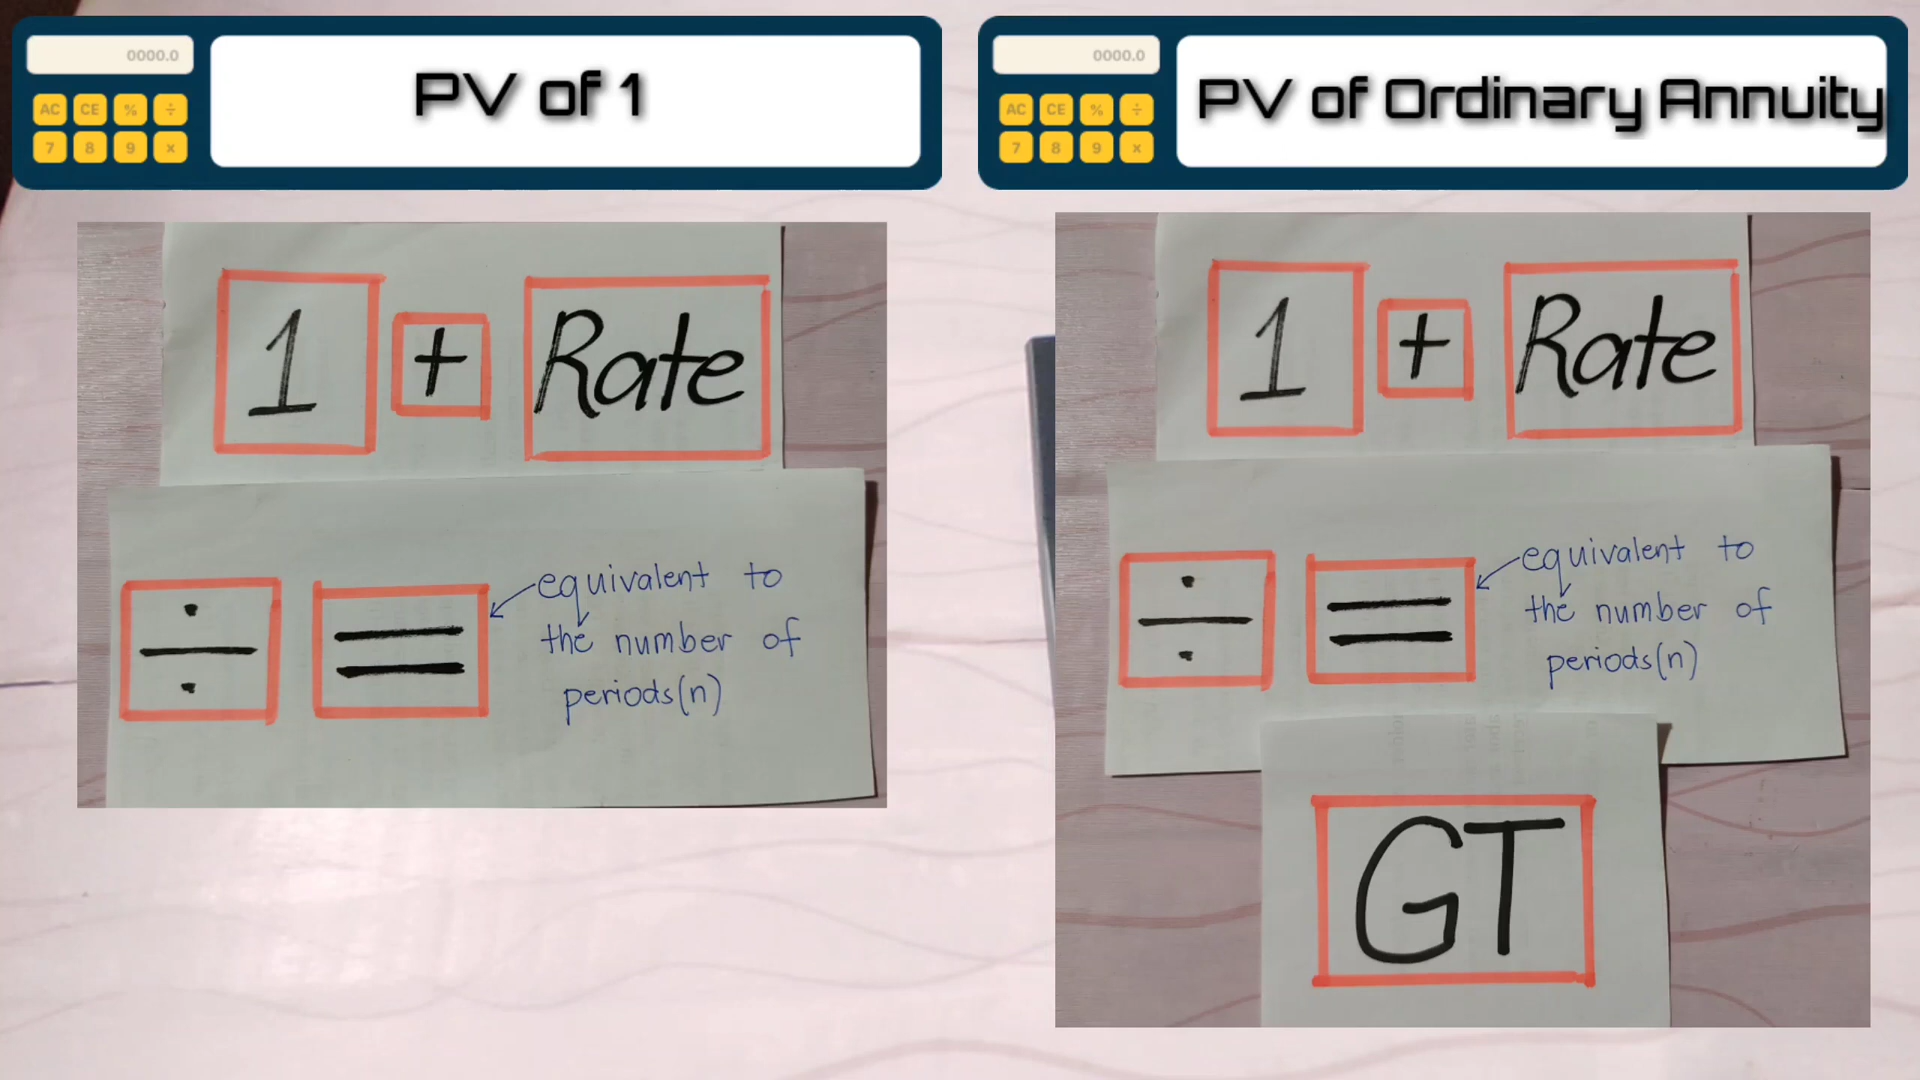 0000.0
AC CE % ÷
7 8 9 x
PV of 1
1 + Rate
÷ = equivalent to
the number of
periods(n)
0000.0
AC CE % ÷
7 8 9 x
PV of Ordinary Annuity
1 + Rate
÷ = equivalent to
the number of
periods(n)
GT